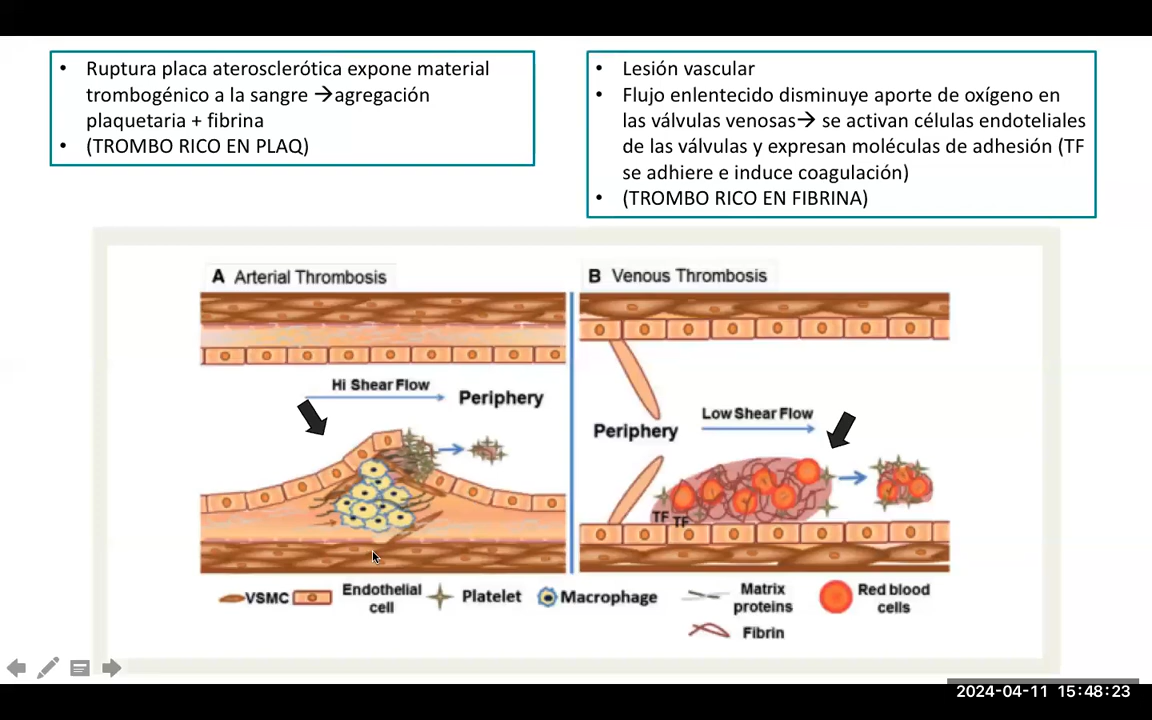 • Ruptura placa aterosclerótica expone material
trombogénico a la sangre →agregación
plaquetaria + fibrina
• (TROMBO RICO EN PLAQ)
• Lesión vascular
• Flujo enlentecido disminuye aporte de oxígeno en
las válvulas venosas→ se activan células endoteliales
de las válvulas y expresan moléculas de adhesión (TF
se adhiere e induce coagulación)
• (TROMBO RICO EN FIBRINA)
A Arterial Thrombosis
Hi Shear Flow
Periphery
B Venous Thrombosis
Low Shear Flow
Periphery
TF TF
VSMC
Endothelial
cell
Platelet
Macrophage
Matrix
proteins
Fibrin
Red blood
cells
2024-04-11 15:48:23